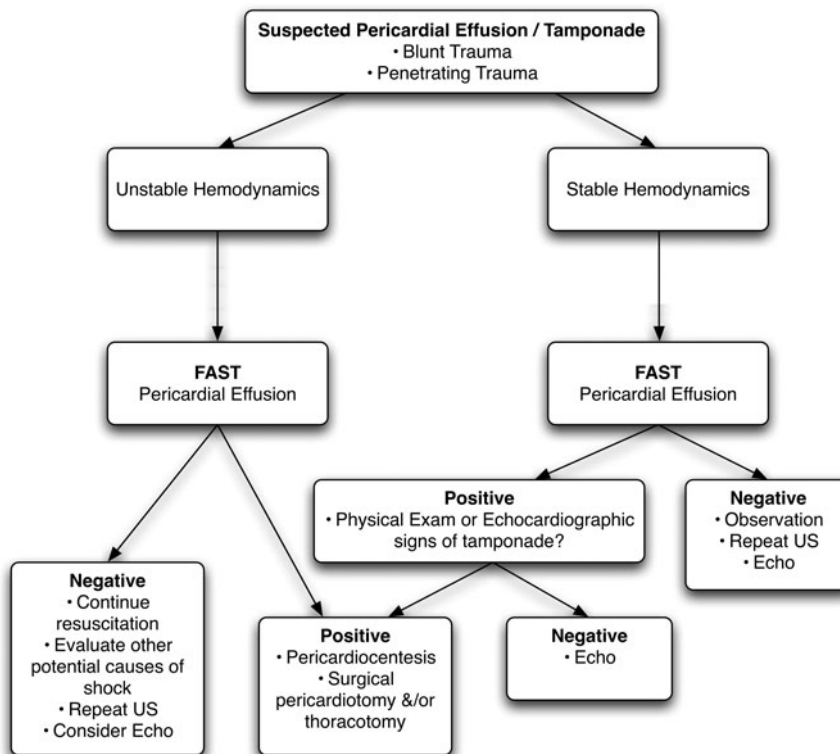 Suspected Pericardial Effusion / Tamponade
• Blunt Trauma
• Penetrating Trauma
Unstable Hemodynamics
Stable Hemodynamics
FAST
Pericardial Effusion
FAST
Pericardial Effusion
Positive
• Physical Exam or Echocardiographic
signs of tamponade?
Negative
• Observation
• Repeat US
• Echo
Negative
• Continue
resuscitation
• Evaluate other
potential causes of
shock
• Repeat US
• Consider Echo
Positive
• Pericardiocentesis
• Surgical
pericardiotomy &/or
thoracotomy
Negative
• Echo